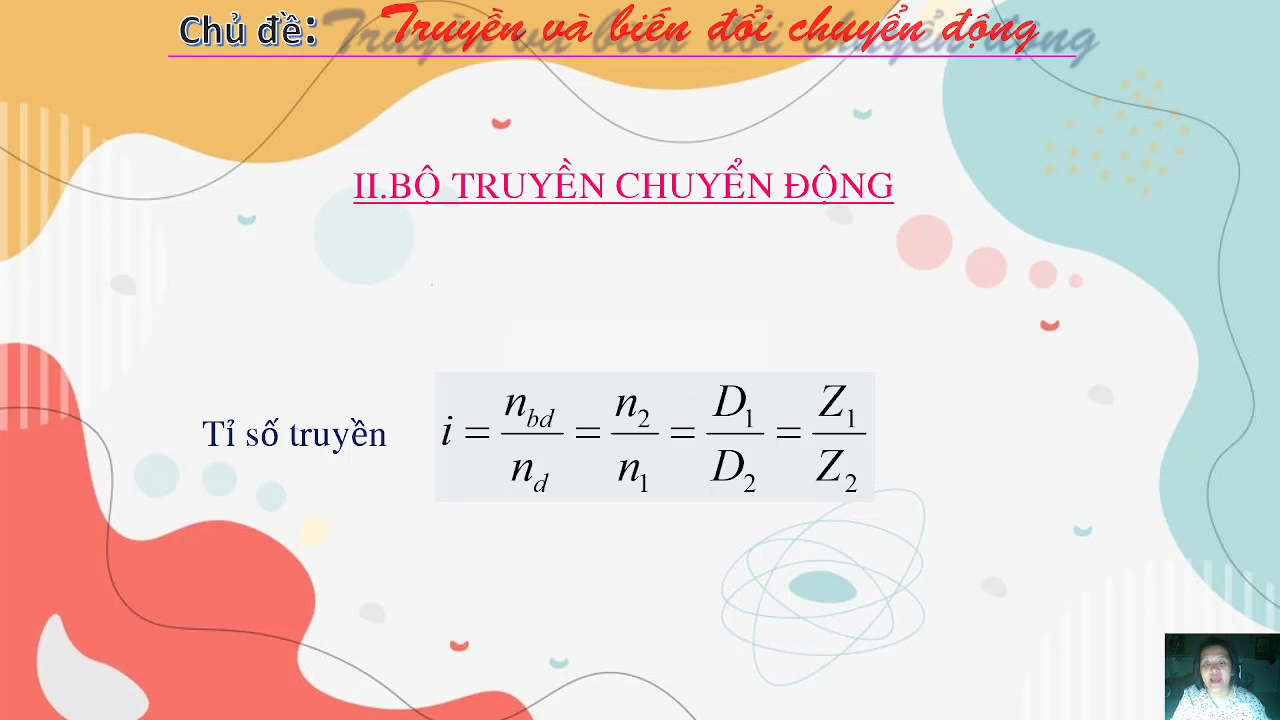 Chủ đề: Truyền và biến đổi chuyển động
II.BỘ TRUYỀN CHUYỂN ĐỘNG
Tỉ số truyền i = n_bd / n_d = n_2 / n_1 = D_1 / D_2 = Z_1 / Z_2